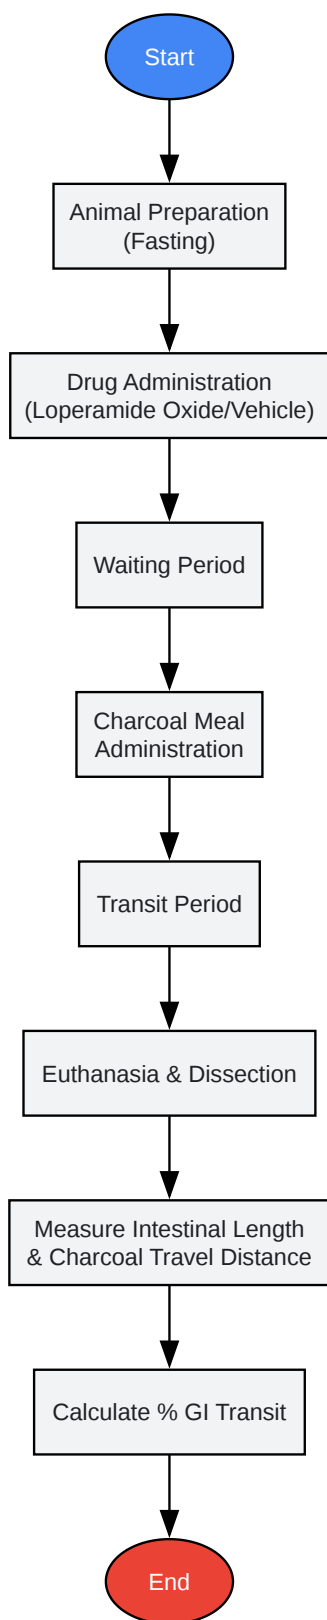 Start
Animal Preparation
(Fasting)
Drug Administration
(Loperamide Oxide/Vehicle)
Waiting Period
Charcoal Meal
Administration
Transit Period
Euthanasia & Dissection
Measure Intestinal Length
& Charcoal Travel Distance
Calculate % GI Transit
End